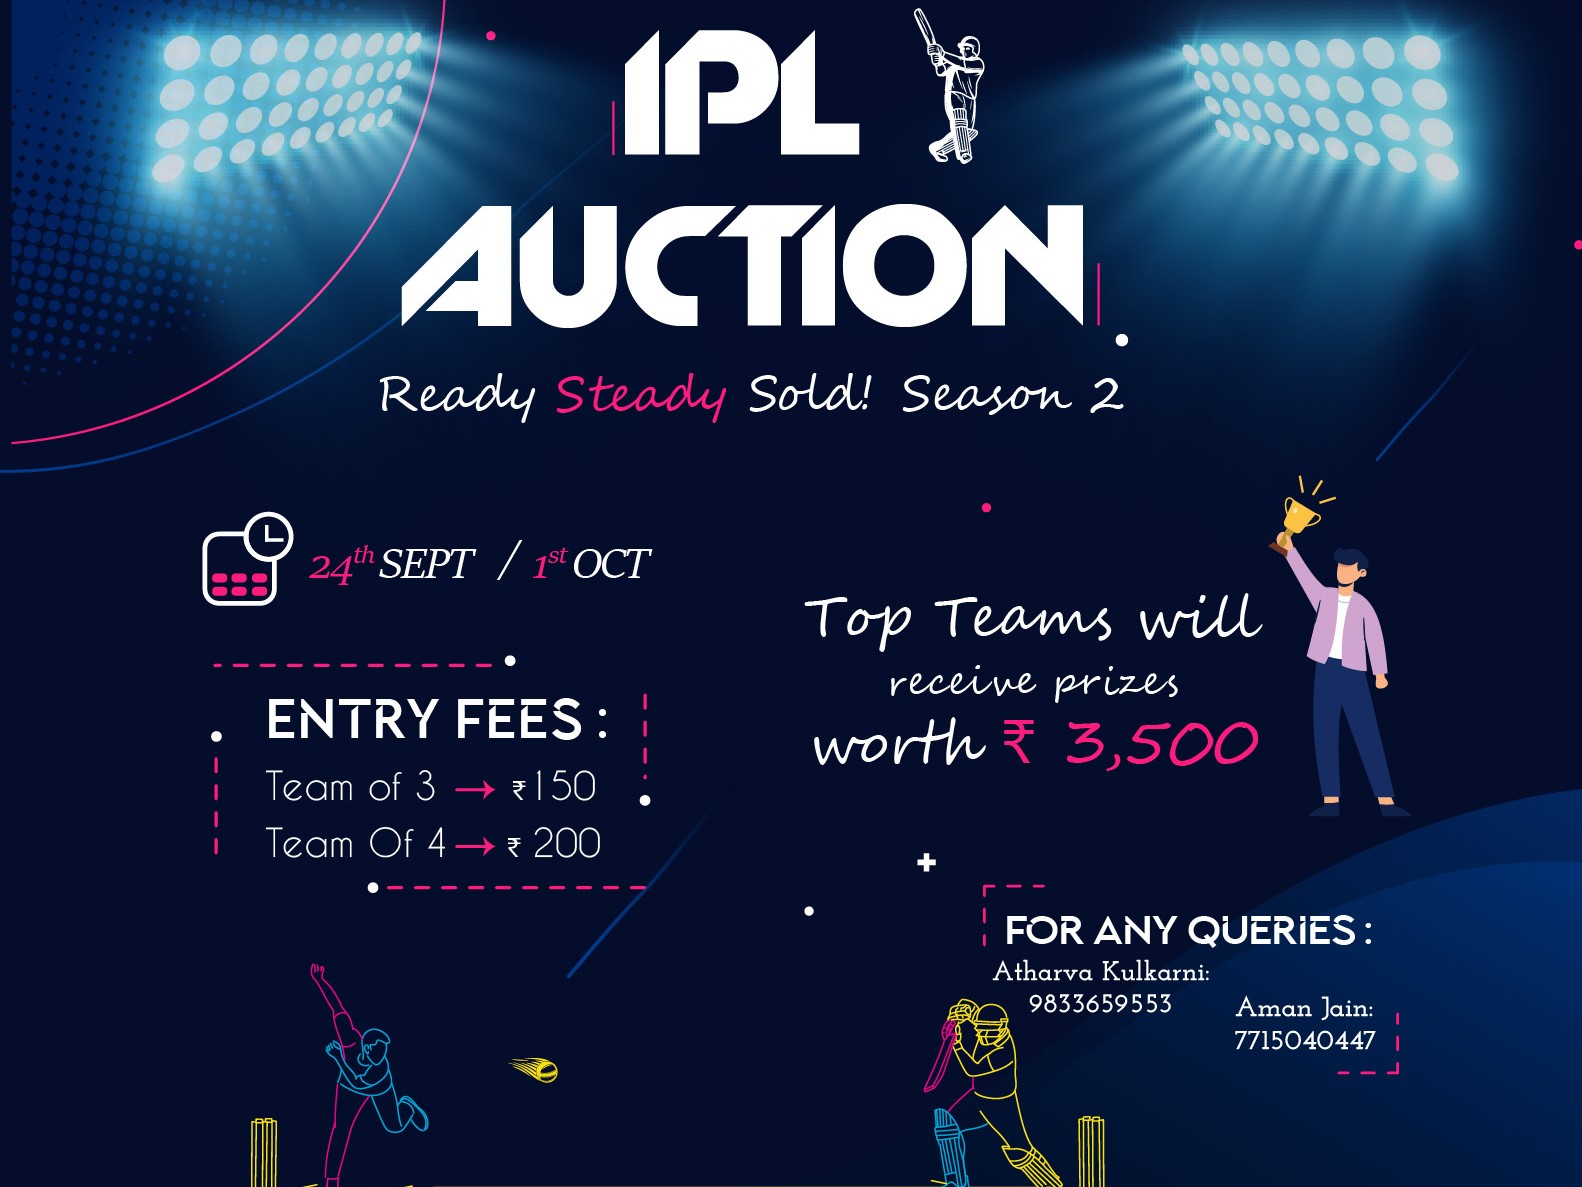 IPL
AUCTION
Ready Steady Sold! Season 2
24th SEPT / 1st OCT
Top Teams will
receive prizes
worth ₹ 3,500
ENTRY FEES :
Team of 3 → ₹150
Team Of 4 → ₹ 200
FOR ANY QUERIES :
Atharva Kulkarni:
9833659553
Aman Jain:
7715040447